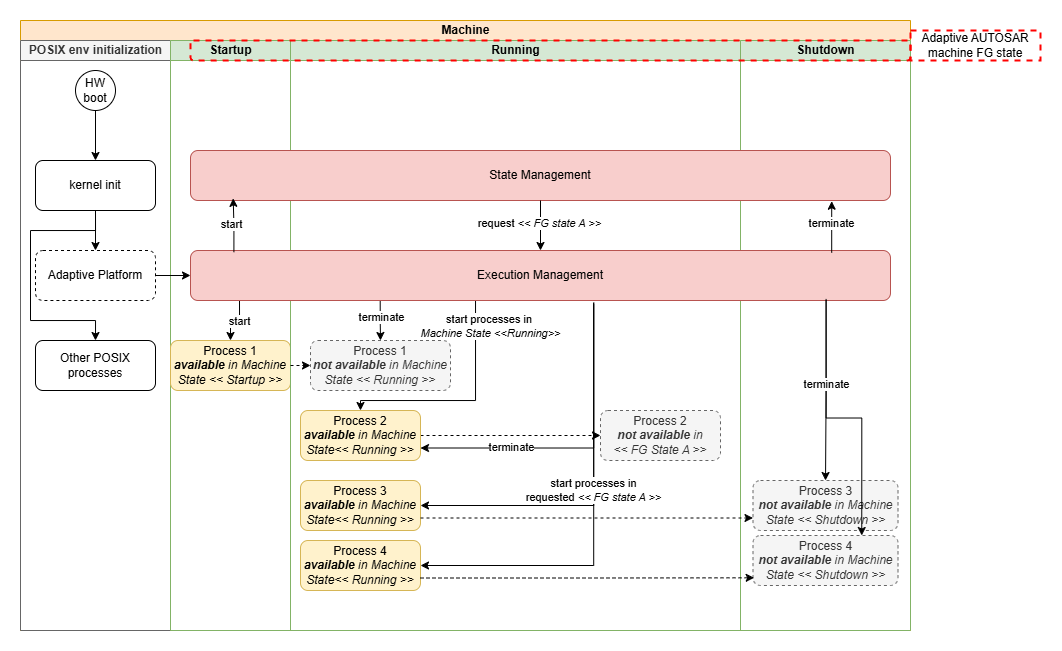 Machine
POSIX env initialization
Startup
Running
Shutdown
Adaptive AUTOSAR
machine FG state
HW
boot
kernel init
State Management
start
request << FG state A >>
terminate
Adaptive Platform
Execution Management
start
terminate
start processes in
Machine State <<Running>>
Other POSIX
processes
Process 1
available in Machine
State << Startup >>
Process 1
not available in Machine
State << Running >>
terminate
Process 2
available in Machine
State<< Running >>
terminate
Process 2
not available in
<< FG State A >>
start processes in
requested << FG state A >>
Process 3
available in Machine
State<< Running >>
Process 3
not available in Machine
State << Shutdown >>
Process 4
available in Machine
State<< Running >>
Process 4
not available in Machine
State << Shutdown >>